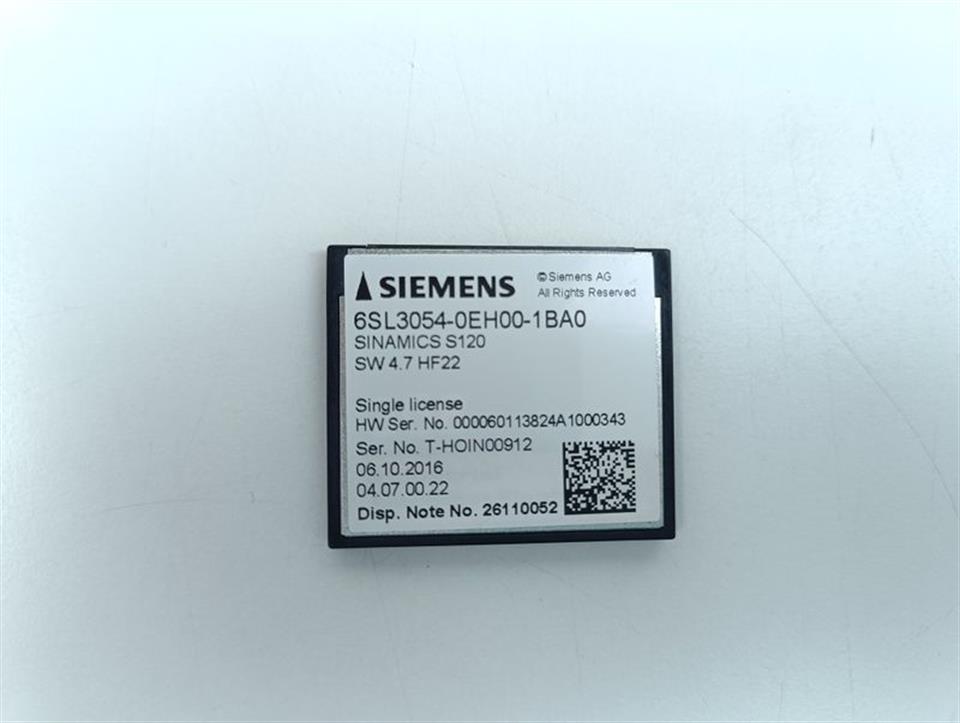 SIEMENS
©Siemens AG
All Rights Reserved
6SL3054-0EH00-1BA0
SINAMICS S120
SW 4.7 HF22
Single license
HW Ser. No. 000060113824A1000343
Ser. No. T-HOIN00912
06.10.2016
04.07.00.22
Disp. Note No. 26110052